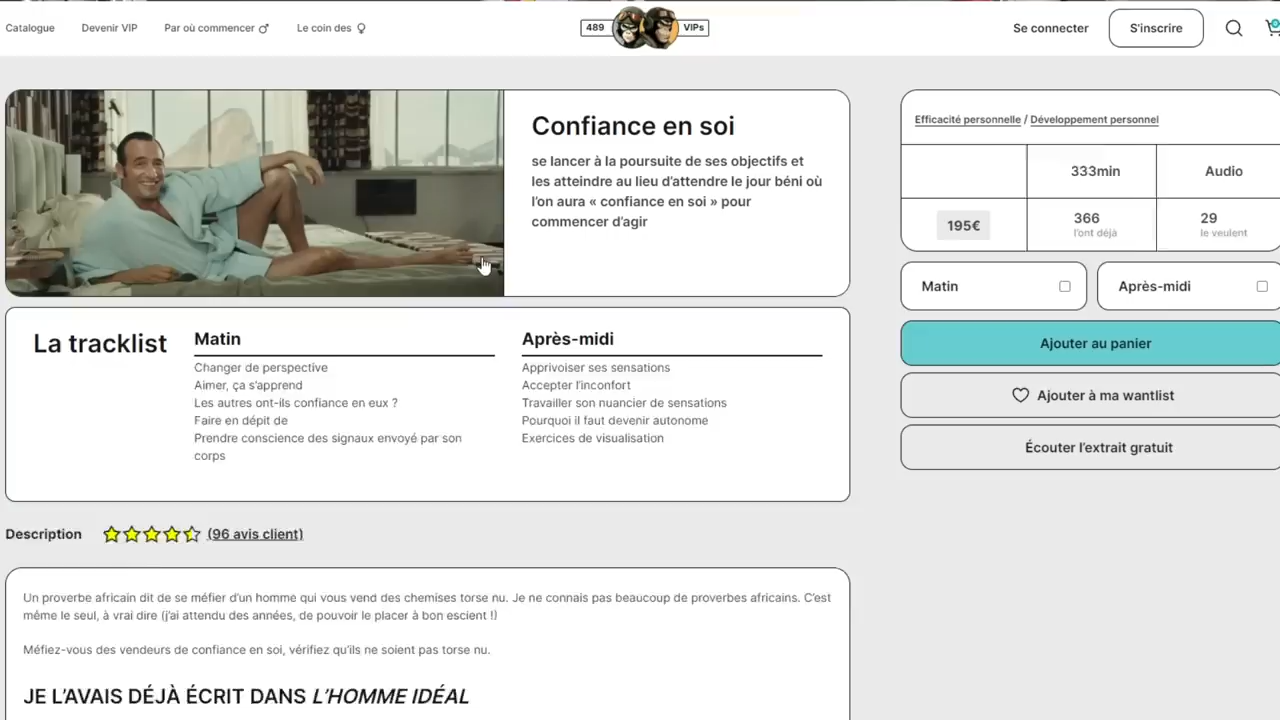 Catalogue
Devenir VIP
Par où commencer
Le coin des
489
VIPs
Se connecter
S'inscrire
Confiance en soi
se lancer à la poursuite de ses objectifs et
les atteindre au lieu d'attendre le jour béni où
l'on aura « confiance en soi » pour
commencer d'agir
Efficacité personnelle / Développement personnel
333min
Audio
195€
366
l'ont déjà
29
le veulent
Matin
Après-midi
Ajouter au panier
Ajouter à ma wantlist
Écouter l'extrait gratuit
La tracklist
Matin
Changer de perspective
Aimer, ça s'apprend
Les autres ont-ils confiance en eux ?
Faire en dépit de
Prendre conscience des signaux envoyé par son
corps
Après-midi
Apprivoiser ses sensations
Accepter l'inconfort
Travailler son nuancier de sensations
Pourquoi il faut devenir autonome
Exercices de visualisation
Description
(96 avis client)
Un proverbe africain dit de se méfier d'un homme qui vous vend des chemises torse nu. Je ne connais pas beaucoup de proverbes africains. C'est
même le seul, à vrai dire (j'ai attendu des années, de pouvoir le placer à bon escient !)
Méfiez-vous des vendeurs de confiance en soi, vérifiez qu'ils ne soient pas torse nu.
JE L'AVAIS DÉJÀ ÉCRIT DANS L'HOMME IDÉAL